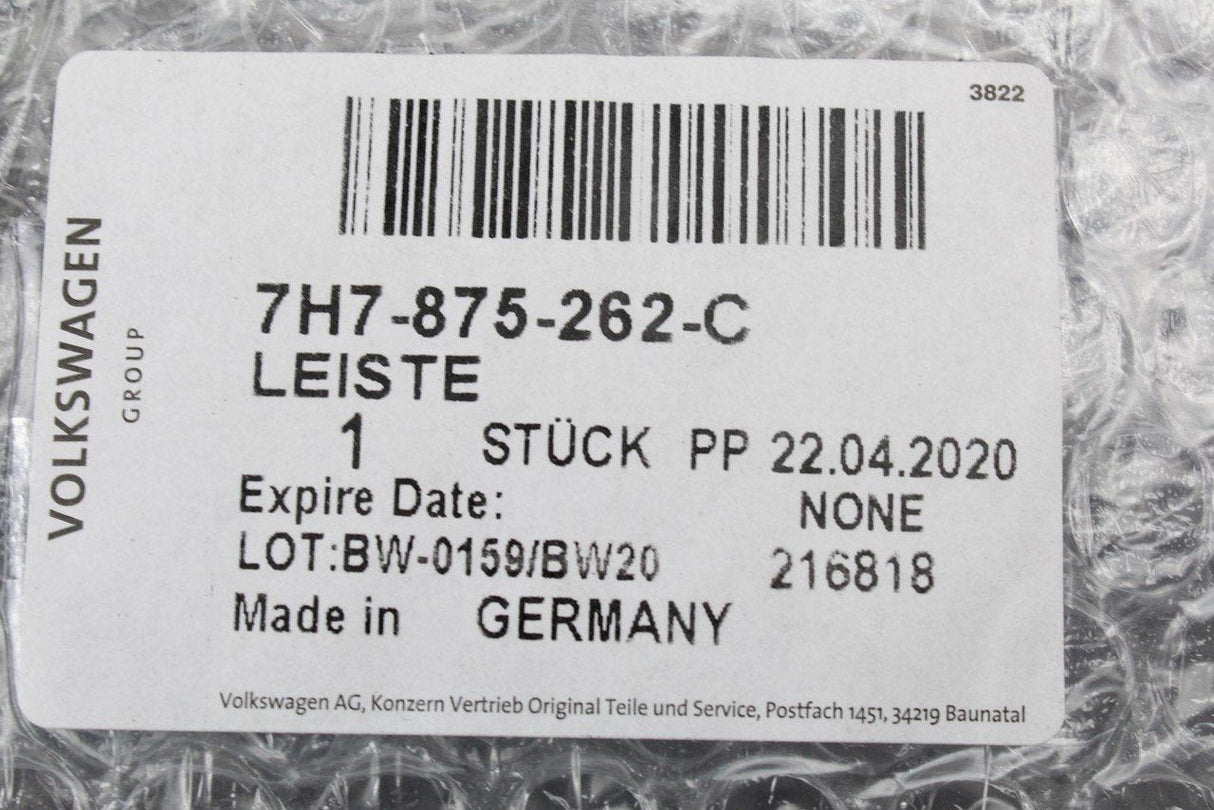 3822
VOLKSWAGEN
GROUP
7H7-875-262-C
LEISTE
1 STÜCK PP 22.04.2020
Expire Date: NONE
LOT:BW-0159/BW20 216818
Made in GERMANY
Volkswagen AG, Konzern Vertrieb Original Teile und Service, Postfach 1451, 34219 Baunatal